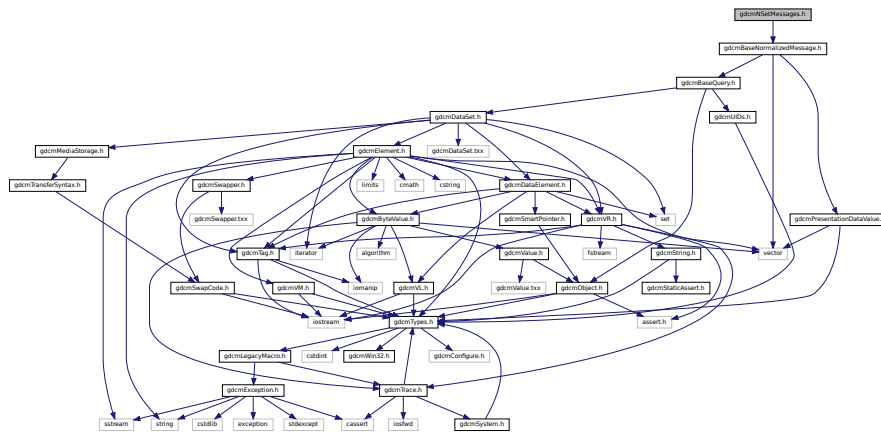 gdcmNSetMessages.h
gdcmBaseNormalizedMessage.h
gdcmBaseQuery.h
gdcmDataSet.h
gdcmUIDs.h
gdcmMediaStorage.h
gdcmElement.h
gdcmDataSet.txx
gdcmTransferSyntax.h
gdcmSwapper.h
limits
cmath
cstring
gdcmDataElement.h
gdcmSwapper.txx
gdcmByteValue.h
gdcmSmartPointer.h
gdcmVR.h
set
gdcmPresentationDataValue.h
gdcmTag.h
iterator
algorithm
gdcmValue.h
fstream
gdcmString.h
vector
gdcmSwapCode.h
gdcmVM.h
iomanip
gdcmVL.h
gdcmValue.txx
gdcmObject.h
gdcmStaticAssert.h
iostream
gdcmTypes.h
assert.h
gdcmLegacyMacro.h
cstdint
gdcmWin32.h
gdcmConfigure.h
gdcmException.h
gdcmTrace.h
sstream
string
cstdlib
exception
stdexcept
cassert
iosfwd
gdcmSystem.h